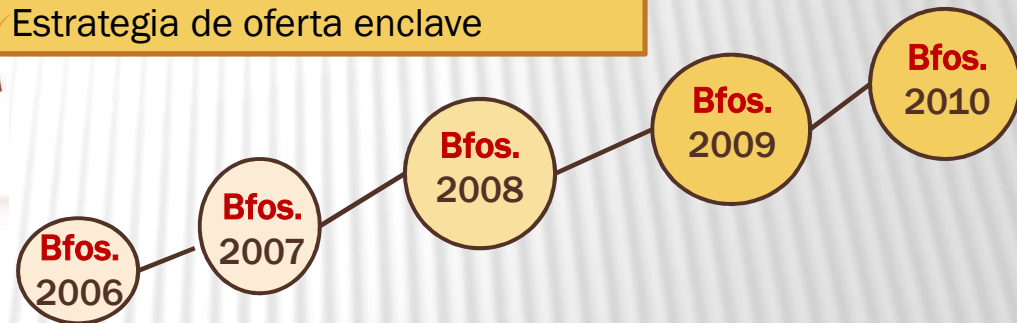 Estrategia de oferta enclave
Bfos.
2006
Bfos.
2007
Bfos.
2008
Bfos.
2009
Bfos.
2010